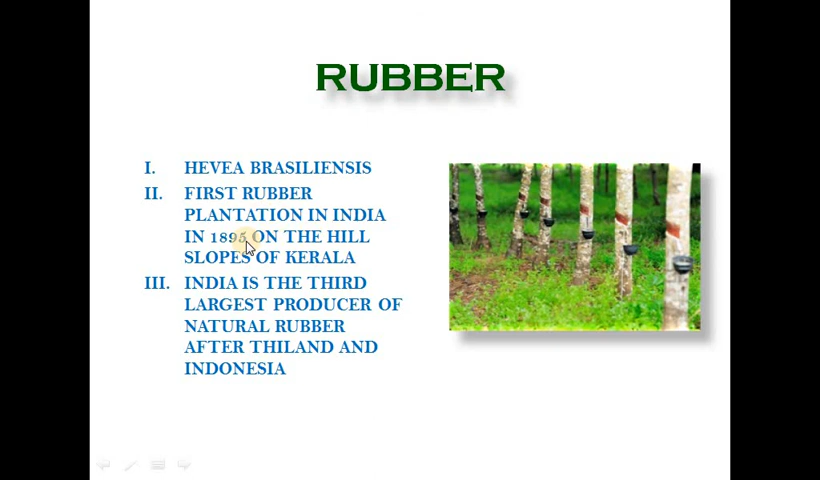 RUBBER
I. HEVEA BRASILIENSIS
II. FIRST RUBBER
PLANTATION IN INDIA
IN 1895 ON THE HILL
SLOPES OF KERALA
III. INDIA IS THE THIRD
LARGEST PRODUCER OF
NATURAL RUBBER
AFTER THILAND AND
INDONESIA